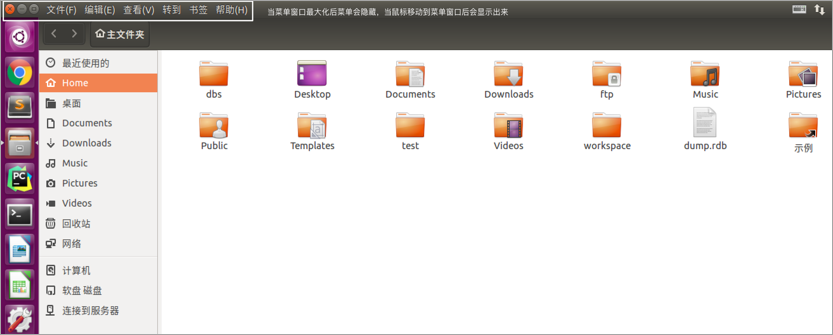 文件(F) 编辑(E) 查看(V) 转到 书签 帮助(H) 当菜单窗口最大化后菜单会隐藏，当鼠标移动到菜单窗口后会显示出来
主文件夹
最近使用的
Home
桌面
Documents
Downloads
Music
Pictures
Videos
回收站
网络
计算机
软盘 磁盘
连接到服务器
dbs Desktop Documents Downloads ftp Music Pictures
Public Templates test Videos workspace dump.rdb 示例
S
PC
>_